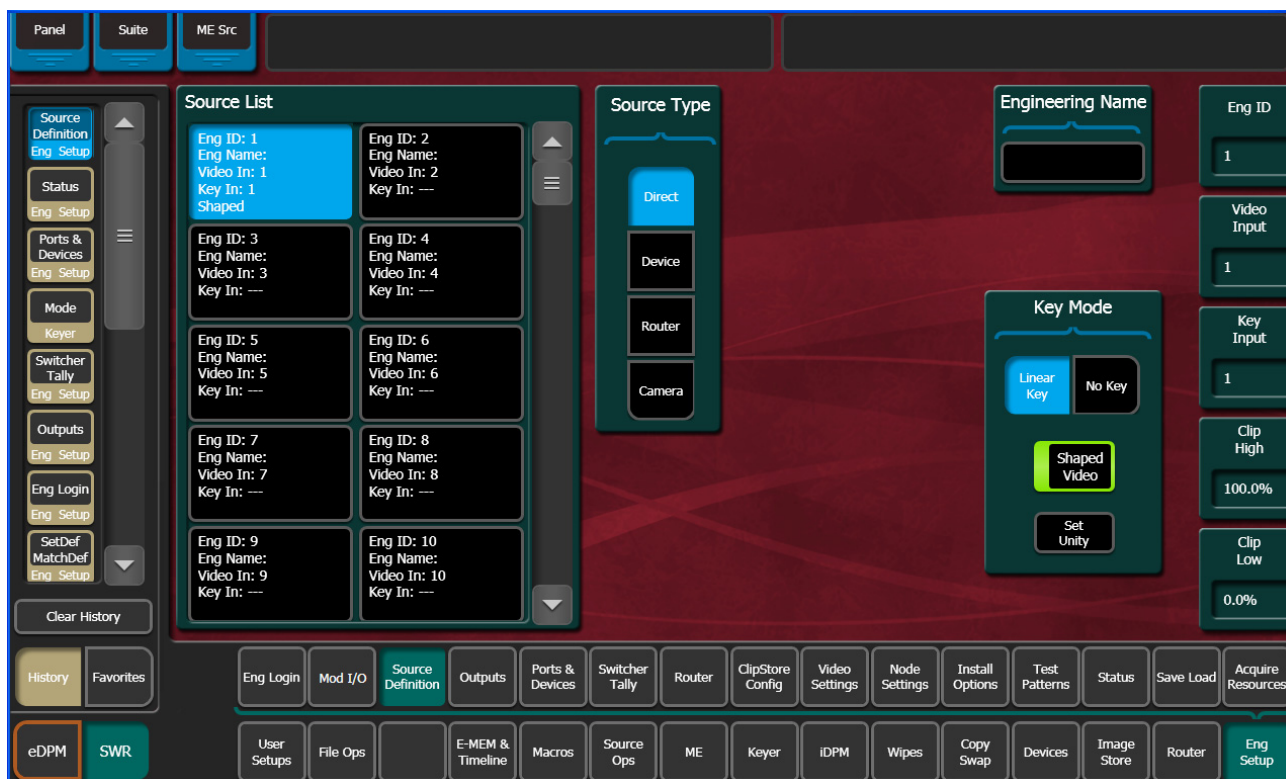 Panel
Suite
ME Src
Source
Definition
Eng Setup
Status
Eng Setup
Ports &
Devices
Eng Setup
Mode
Keyer
Switcher
Tally
Eng Setup
Outputs
Eng Setup
Eng Login
Eng Setup
SetDef
MatchDef
Eng Setup
Clear History
History
Favorites
eDPM
SWR
Source List
Eng ID: 1
Eng Name:
Video In: 1
Key In: 1
Shaped
Eng ID: 2
Eng Name:
Video In: 2
Key In: ---
Eng ID: 3
Eng Name:
Video In: 3
Key In: ---
Eng ID: 4
Eng Name:
Video In: 4
Key In: ---
Eng ID: 5
Eng Name:
Video In: 5
Key In: ---
Eng ID: 6
Eng Name:
Video In: 6
Key In: ---
Eng ID: 7
Eng Name:
Video In: 7
Key In: ---
Eng ID: 8
Eng Name:
Video In: 8
Key In: ---
Eng ID: 9
Eng Name:
Video In: 9
Key In: ---
Eng ID: 10
Eng Name:
Video In: 10
Key In: ---
Source Type
Direct
Device
Router
Camera
Engineering Name
Key Mode
Linear
Key
No Key
Shaped
Video
Set
Unity
Eng ID
1
Video
Input
1
Key
Input
1
Clip
High
100.0%
Clip
Low
0.0%
Eng Login
Mod I/O
Source
Definition
Outputs
Ports &
Devices
Switcher
Tally
Router
ClipStore
Config
Video
Settings
Node
Settings
Install
Options
Test
Patterns
Status
Save Load
Acquire
Resources
User
Setups
File Ops
E-MEM &
Timeline
Macros
Source
Ops
ME
Keyer
iDPM
Wipes
Copy
Swap
Devices
Image
Store
Router
Eng
Setup